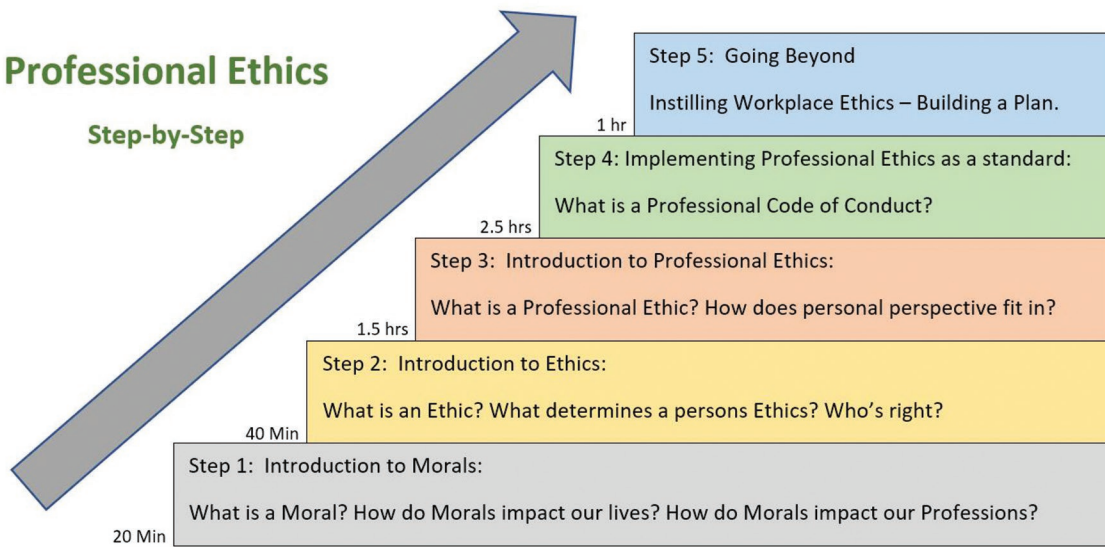 Professional Ethics
Step-by-Step
Step 5: Going Beyond
Instilling Workplace Ethics – Building a Plan.
1 hr
Step 4: Implementing Professional Ethics as a standard:
What is a Professional Code of Conduct?
2.5 hrs
Step 3: Introduction to Professional Ethics:
What is a Professional Ethic? How does personal perspective fit in?
1.5 hrs
Step 2: Introduction to Ethics:
What is an Ethic? What determines a persons Ethics? Who's right?
40 Min
Step 1: Introduction to Morals:
What is a Moral? How do Morals impact our lives? How do Morals impact our Professions?
20 Min